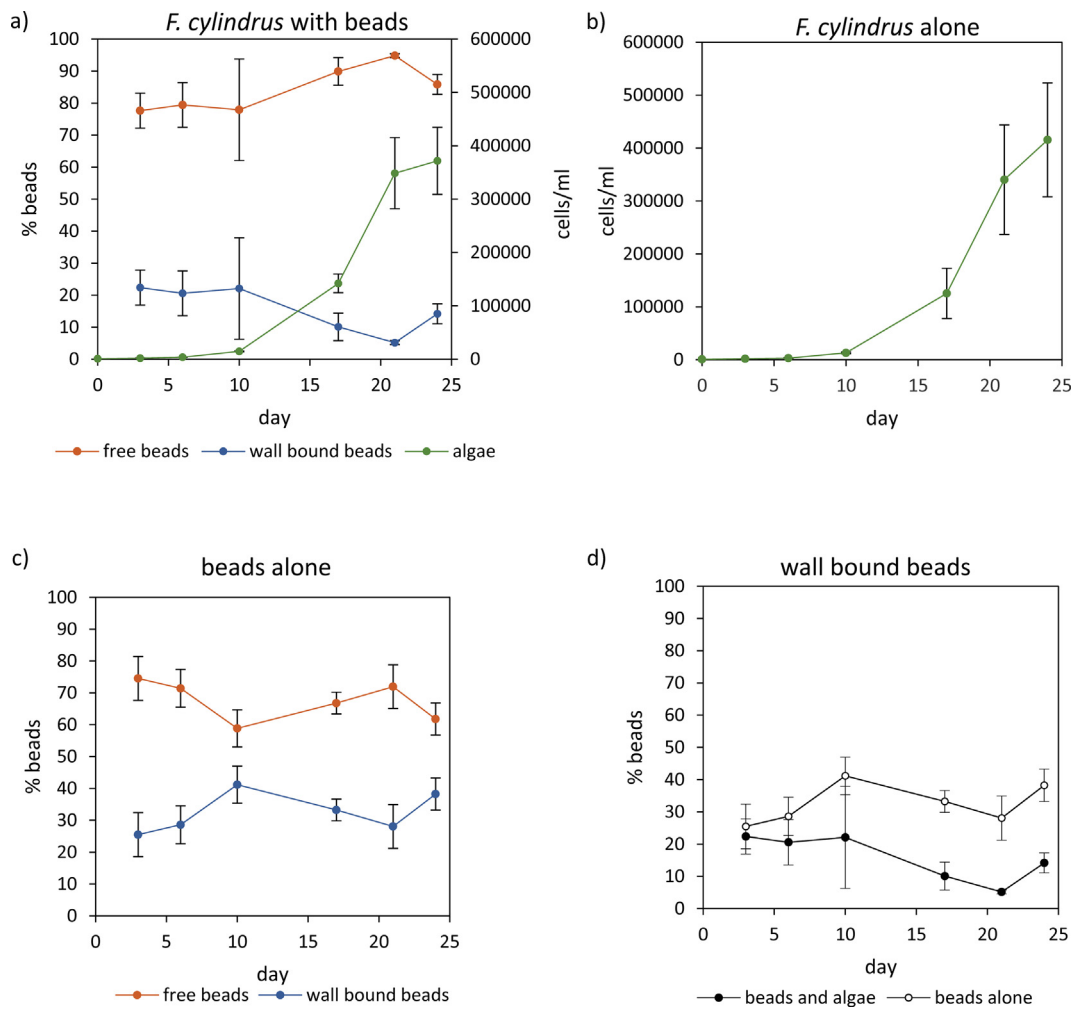 a)
F. cylindrus with beads
100
90
80
70
60
50
40
30
20
10
0
% beads
600000
500000
400000
300000
200000
100000
0
cells/ml
0 5 10 15 20 25
day
free beads wall bound beads algae
b)
F. cylindrus alone
600000
500000
400000
300000
200000
100000
0
cells/ml
0 5 10 15 20 25
day
c)
beads alone
100
90
80
70
60
50
40
30
20
10
0
% beads
0 5 10 15 20 25
day
free beads wall bound beads
d)
wall bound beads
100
90
80
70
60
50
40
30
20
10
0
% beads
0 5 10 15 20 25
day
beads and algae beads alone